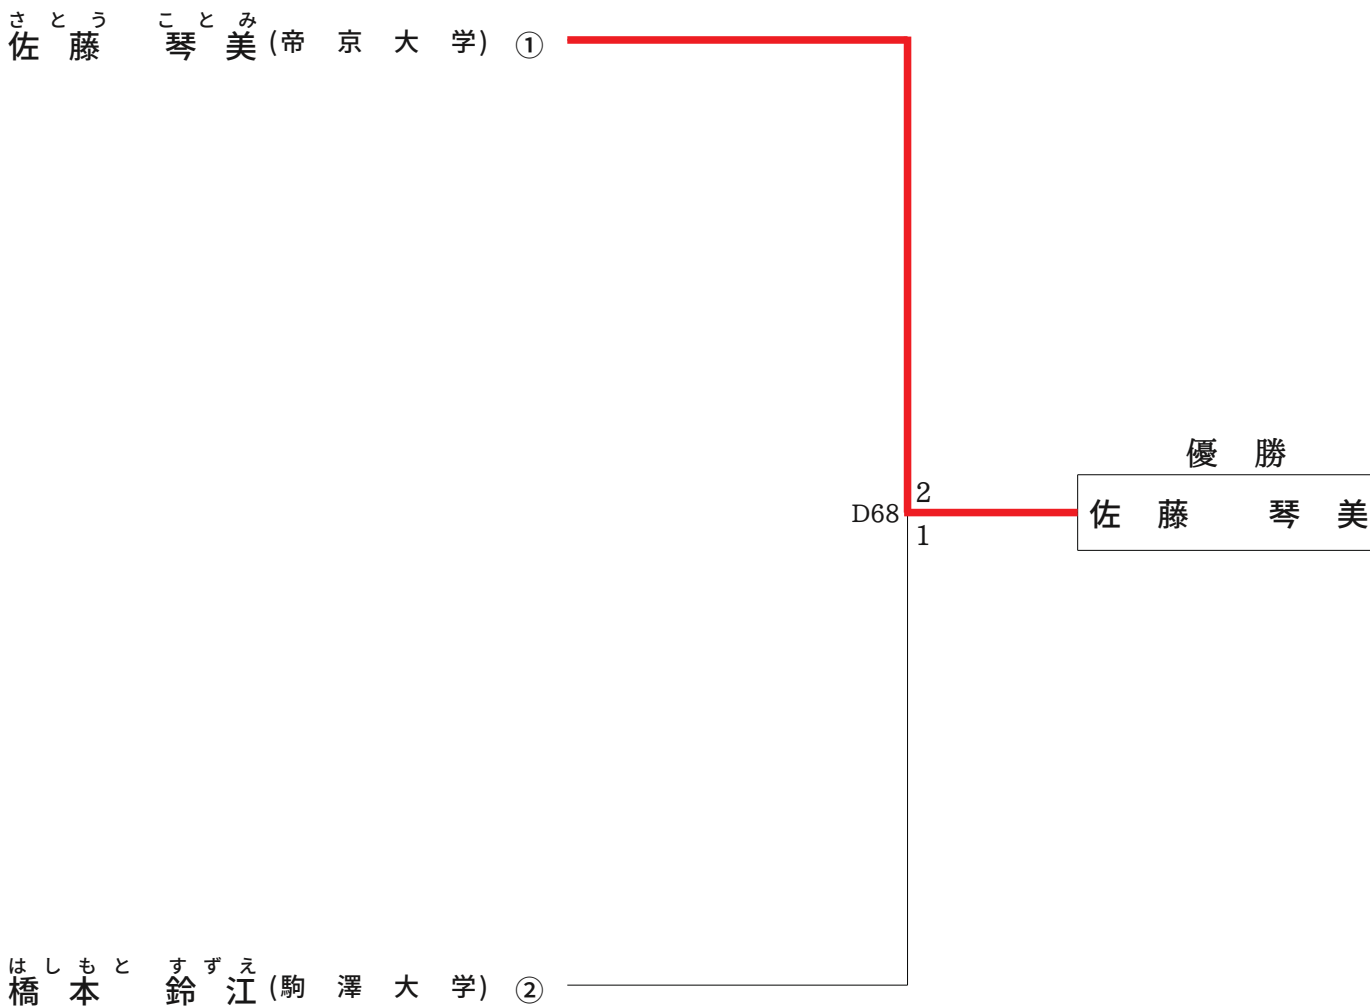 さとう ことみ
佐藤 琴美(帝京大学) ①
優勝
2
D68
佐藤 琴美
1
はしもと すずえ
橋本 鈴江(駒澤大学) ②